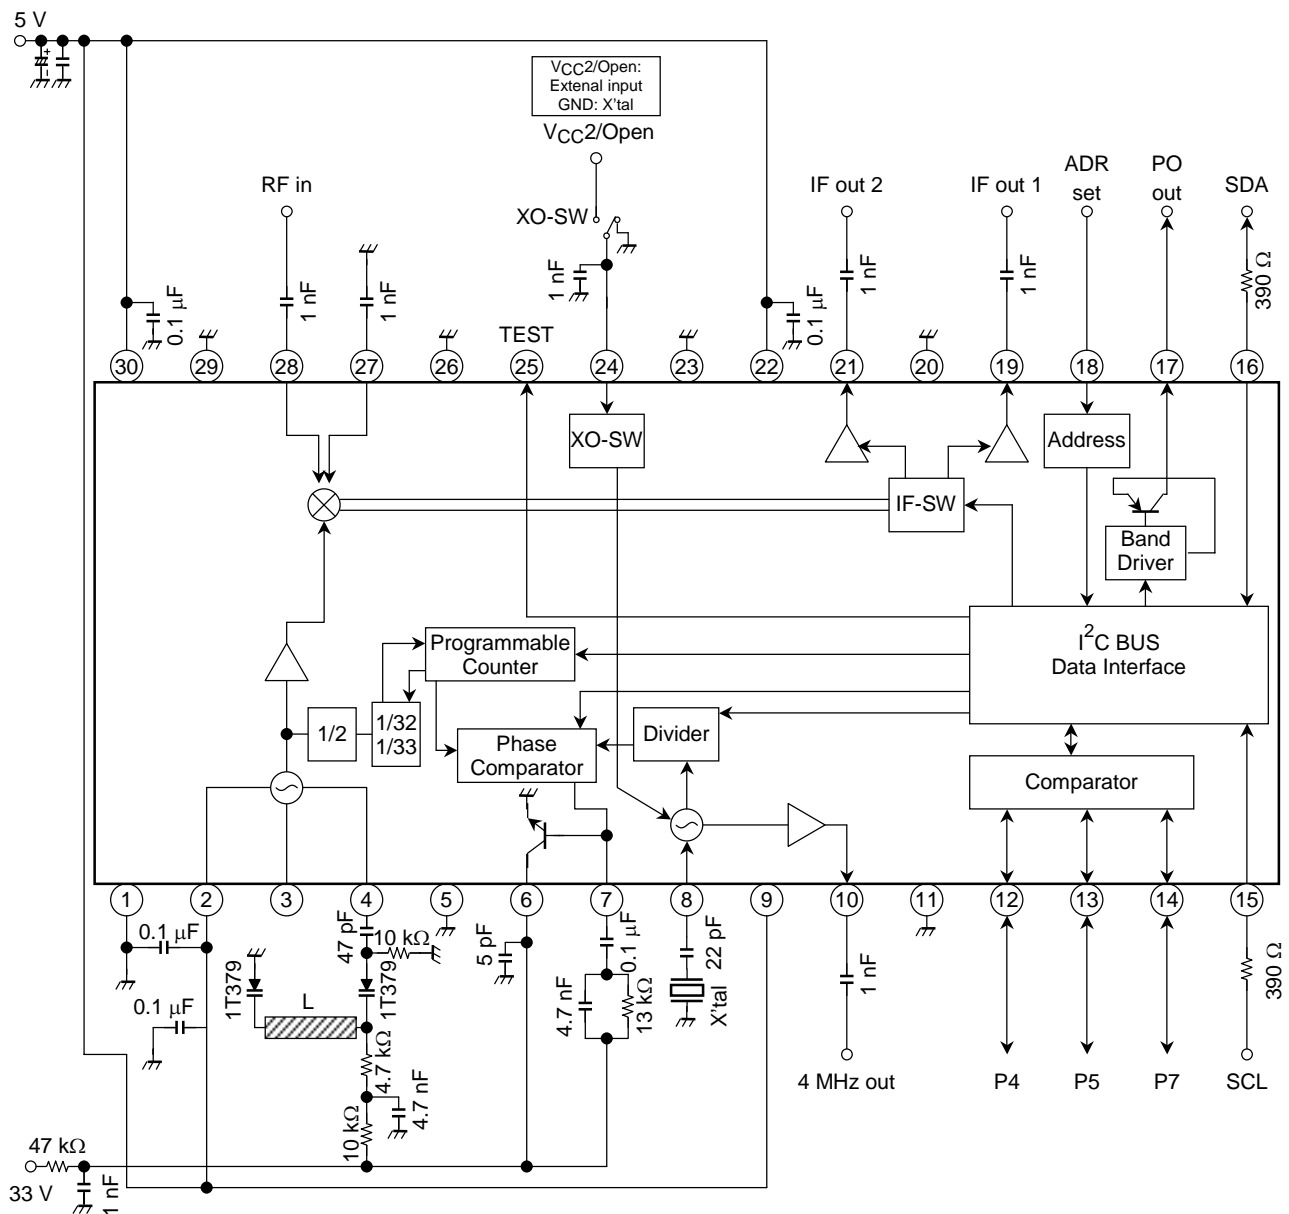 5 V
VCC2/Open:
Extenal input
GND: X'tal
VCC2/Open
RF in
IF out 2
IF out 1
ADR
set
PO
out
SDA
XO-SW
0.1 μF
1 nF
1 nF
1 nF
0.1 μF
1 nF
1 nF
390 Ω
TEST
30
29
28
27
26
25
24
23
22
21
20
19
18
17
16
XO-SW
Address
IF-SW
Band
Driver
I2C BUS
Data Interface
Programmable
Counter
1/2
1/32
1/33
Phase
Comparator
Divider
Comparator
1
2
3
4
5
6
7
8
9
10
11
12
13
14
15
0.1 μF
47 pF
10 kΩ
5 pF
0.1 μF
22 pF
1 nF
390 Ω
1T379
1T379
L
0.1 μF
4.7 nF
13 kΩ
X'tal
4.7 kΩ
4.7 nF
10 kΩ
4 MHz out
P4
P5
P7
SCL
47 kΩ
33 V
1 nF